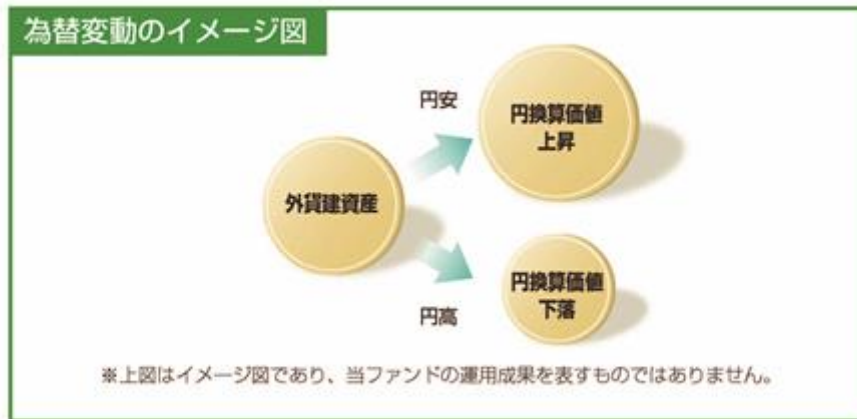 為替変動のイメージ図
円安
円換算価値
上昇
外貨建資産
円換算価値
下落
円高
※上図はイメージ図であり、当ファンドの運用成果を表すものではありません。